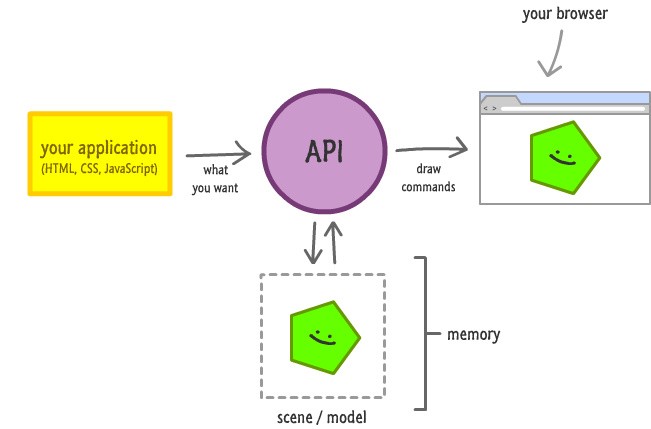 your browser
your application
(HTML, CSS, JavaScript)
API
what
you want
draw
commands
< >
memory
scene / model